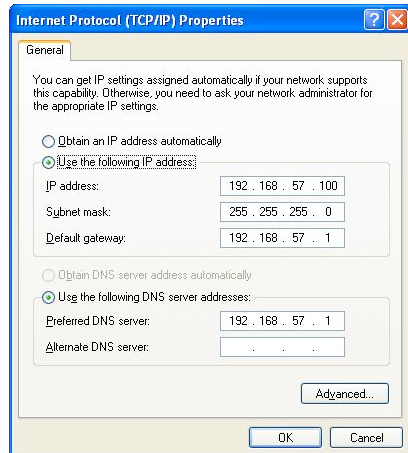 Internet Protocol (TCP/IP) Properties
General
You can get IP settings assigned automatically if your network supports
this capability. Otherwise, you need to ask your network administrator for
the appropriate IP settings.
Obtain an IP address automatically
Use the following IP address:
IP address: 192 . 168 . 57 . 100
Subnet mask: 255 . 255 . 255 . 0
Default gateway: 192 . 168 . 57 . 1
Obtain DNS server address automatically
Use the following DNS server addresses:
Preferred DNS server: 192 . 168 . 57 . 1
Alternate DNS server: . . .
Advanced...
OK Cancel